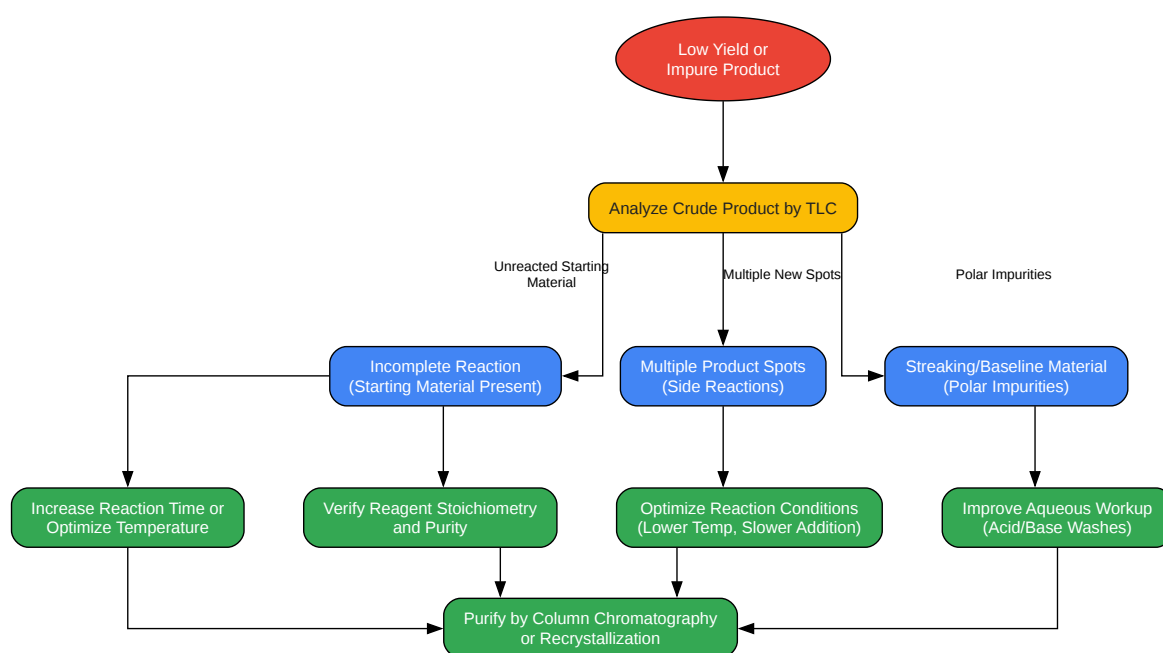 Low Yield or
Impure Product
Analyze Crude Product by TLC
Unreacted Starting
Material
Multiple New Spots
Polar Impurities
Incomplete Reaction
(Starting Material Present)
Multiple Product Spots
(Side Reactions)
Streaking/Baseline Material
(Polar Impurities)
Increase Reaction Time or
Optimize Temperature
Verify Reagent Stoichiometry
and Purity
Optimize Reaction Conditions
(Lower Temp, Slower Addition)
Improve Aqueous Workup
(Acid/Base Washes)
Purify by Column Chromatography
or Recrystallization